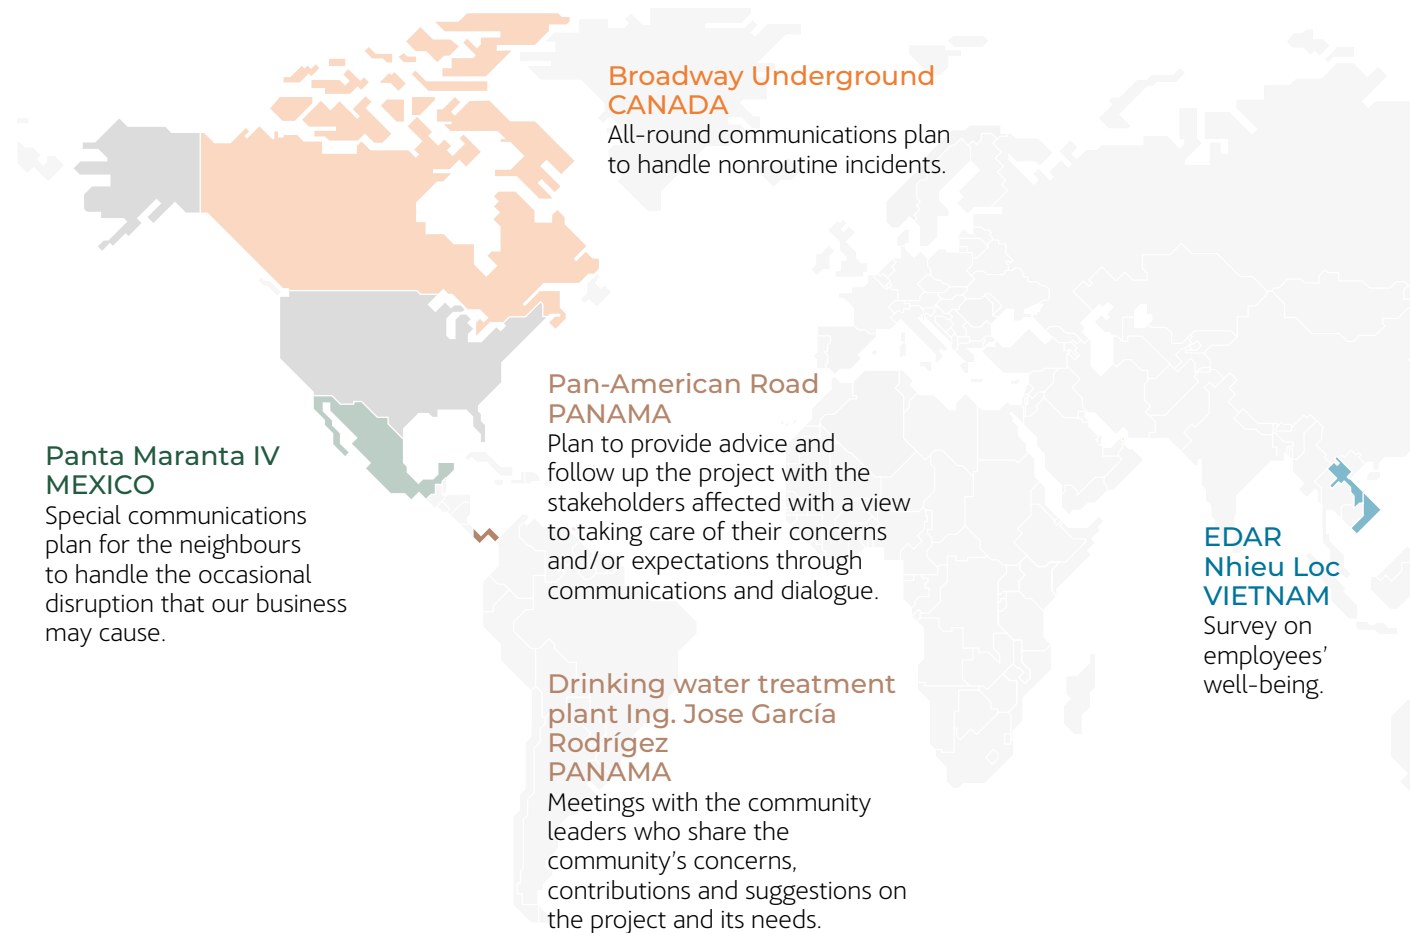 Broadway Underground
CANADA
All-round communications plan
to handle nonroutine incidents.
Pan-American Road
PANAMA
Plan to provide advice and
follow up the project with the
stakeholders affected with a view
to taking care of their concerns
and/or expectations through
communications and dialogue.
Panta Maranta IV
MEXICO
Special communications
plan for the neighbours
to handle the occasional
disruption that our business
may cause.
EDAR
Nhieu Loc
VIETNAM
Survey on
employees’
well-being.
Drinking water treatment
plant Ing. Jose García
Rodrígez
PANAMA
Meetings with the community
leaders who share the
community’s concerns,
contributions and suggestions on
the project and its needs.